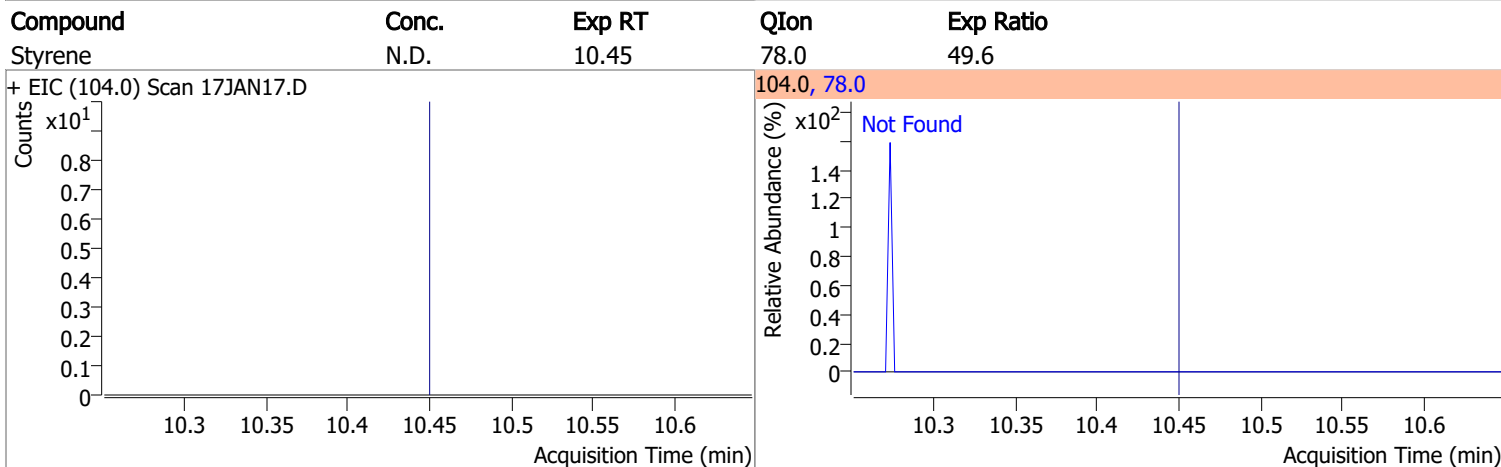 Compound Conc. Exp RT QIon Exp Ratio
Styrene N.D. 10.45 78.0 49.6
+ EIC (104.0) Scan 17JAN17.D
Counts
x10^1
0.8
0.7
0.6
0.5
0.4
0.3
0.2
0.1
0
10.3 10.35 10.4 10.45 10.5 10.55 10.6
Acquisition Time (min)
104.0, 78.0
Relative Abundance (%)
x10^2
Not Found
1.4
1.2
1
0.8
0.6
0.4
0.2
0
10.3 10.35 10.4 10.45 10.5 10.55 10.6
Acquisition Time (min)